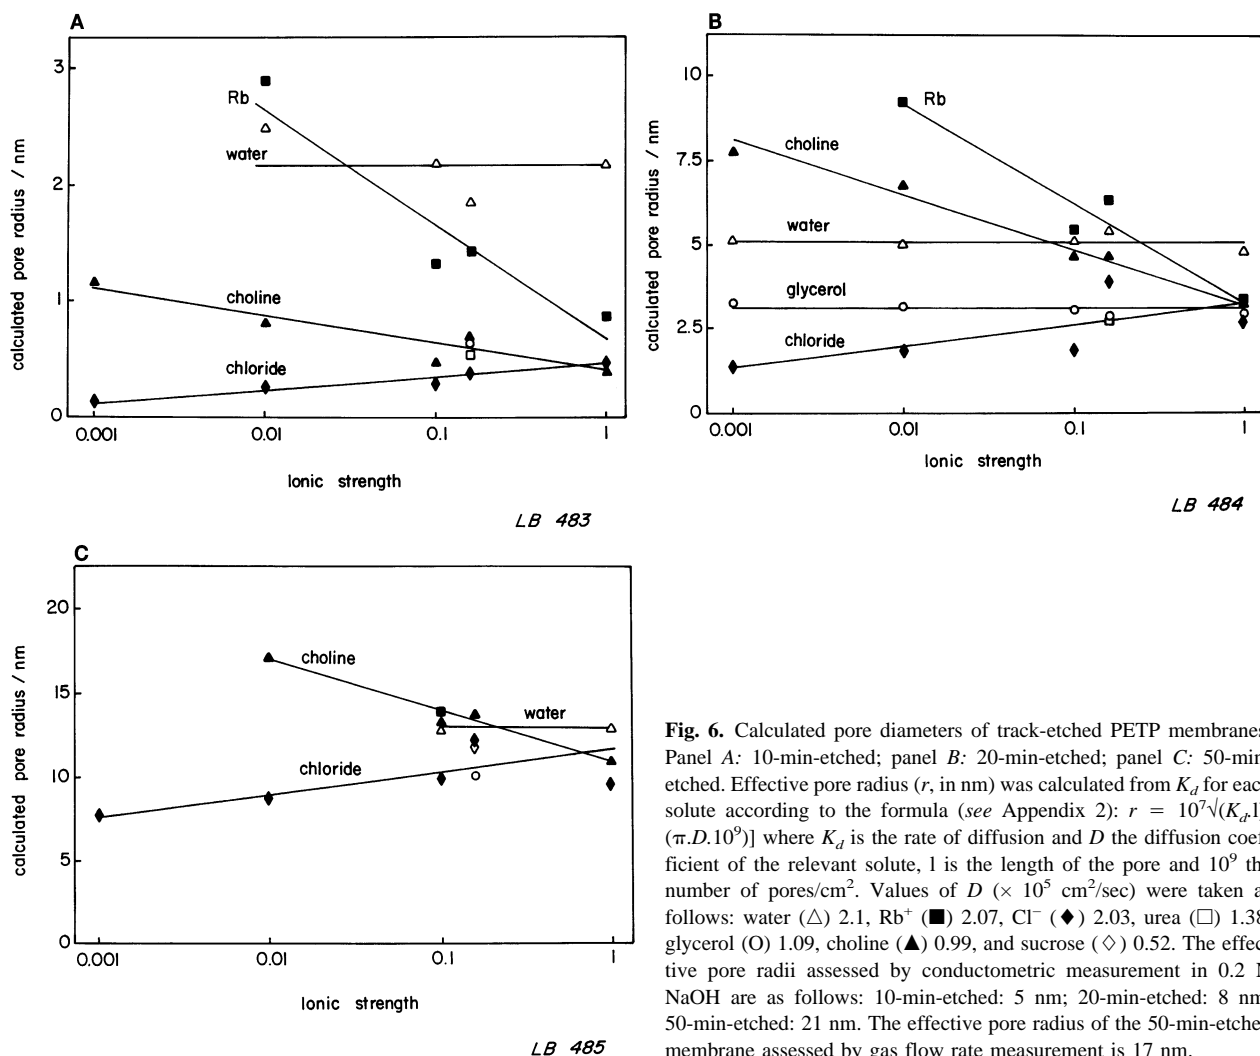 A
calculated pore radius / nm
3
2
1
0
Rb
water
choline
chloride
0.001 0.01 0.1 1
Ionic strength
LB 483
B
calculated pore radius / nm
10
7.5
5
2.5
0
Rb
choline
water
glycerol
chloride
0.001 0.01 0.1 1
Ionic strength
LB 484
C
calculated pore radius / nm
20
15
10
5
0
choline
water
chloride
0.001 0.01 0.1 1
Ionic strength
LB 485
Fig. 6. Calculated pore diameters of track-etched PETP membranes
Panel A: 10-min-etched; panel B: 20-min-etched; panel C: 50-min
etched. Effective pore radius (r, in nm) was calculated from K_d for eac
solute according to the formula (see Appendix 2): r = 10⁷√(K_d.l
(π.D.10⁹)] where K_d is the rate of diffusion and D the diffusion coef
ficient of the relevant solute, l is the length of the pore and 10⁹ th
number of pores/cm². Values of D (× 10⁵ cm²/sec) were taken a
follows: water (△) 2.1, Rb⁺ (■) 2.07, Cl⁻ (♦) 2.03, urea (□) 1.38
glycerol (O) 1.09, choline (▲) 0.99, and sucrose (◇) 0.52. The effec
tive pore radii assessed by conductometric measurement in 0.2 N
NaOH are as follows: 10-min-etched: 5 nm; 20-min-etched: 8 nm
50-min-etched: 21 nm. The effective pore radius of the 50-min-etche
membrane assessed by gas flow rate measurement is 17 nm.